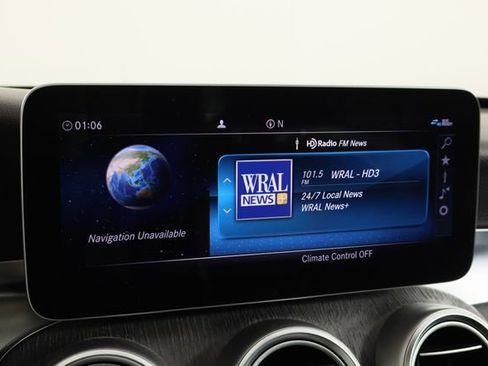 01:06
N
HD Radio FM News
WRAL
NEWS+
101.5 WRAL - HD3
FM
24/7 Local News
WRAL News+
Navigation Unavailable
Climate Control OFF